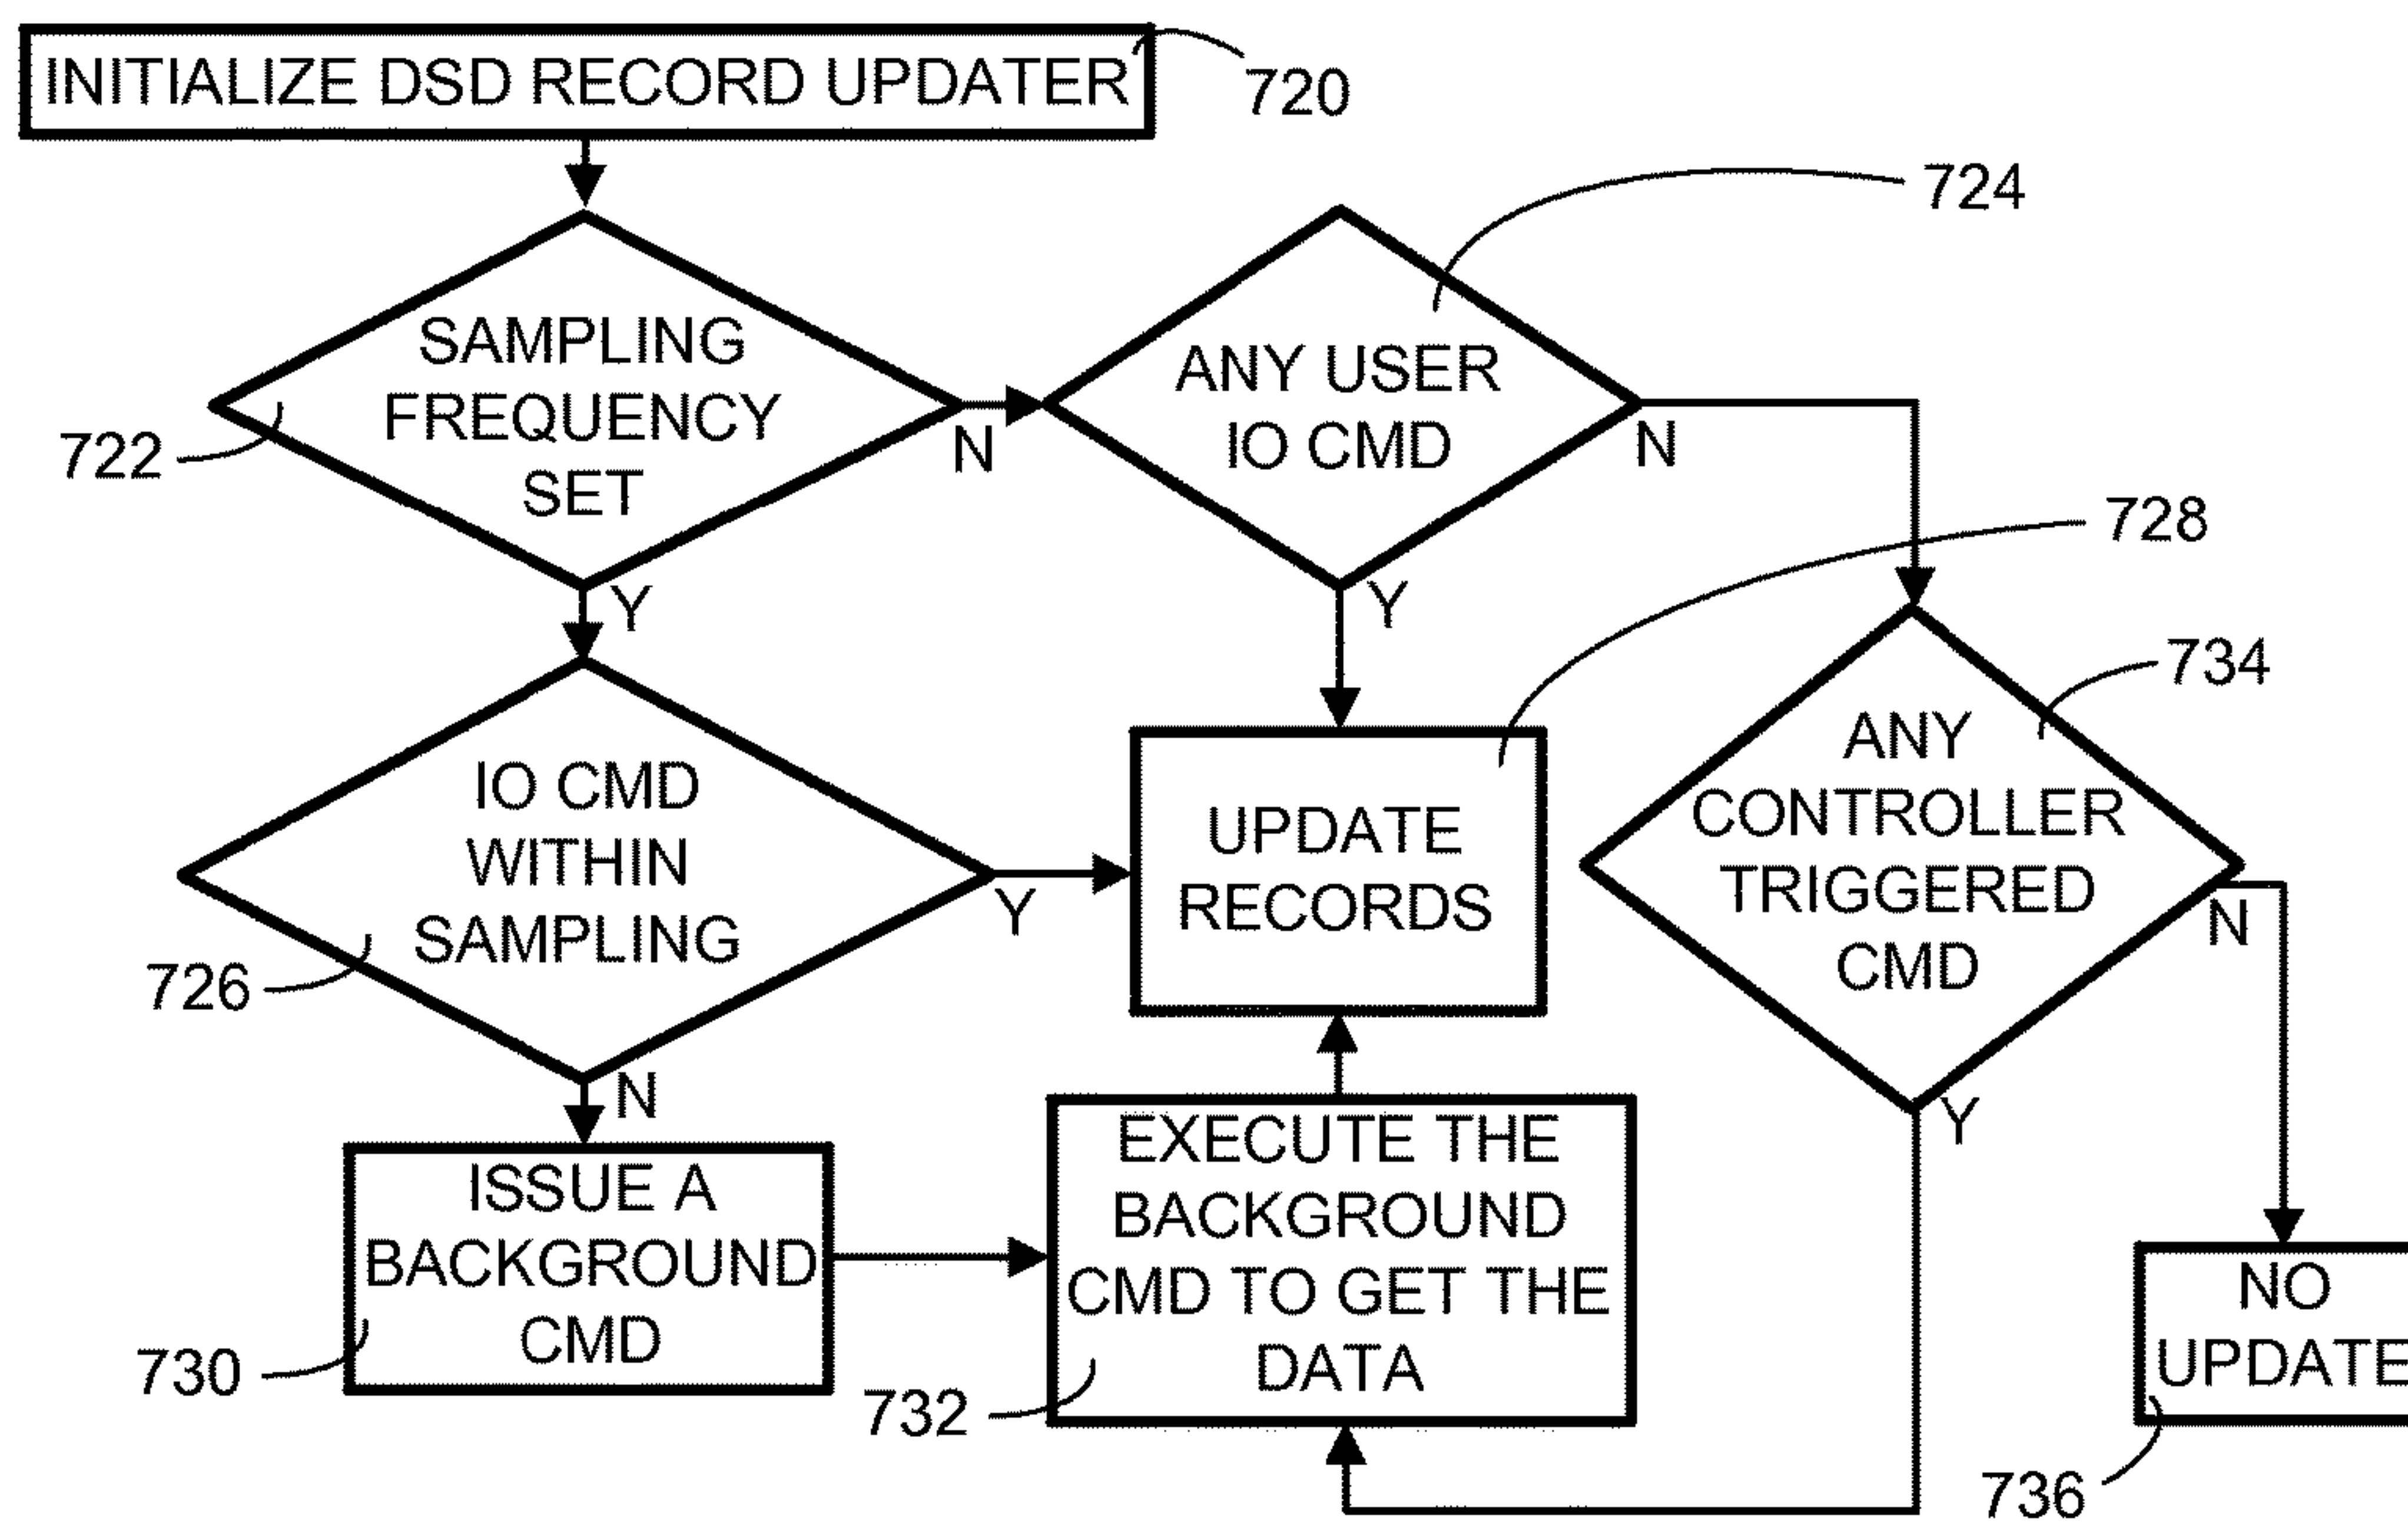 INITIALIZE DSD RECORD UPDATER
720
724
SAMPLING
FREQUENCY
SET
722
N
Y
ANY USER
IO CMD
N
Y
728
734
IO CMD
WITHIN
SAMPLING
726
Y
N
UPDATE
RECORDS
ANY
CONTROLLER
TRIGGERED
CMD
N
Y
ISSUE A
BACKGROUND
CMD
730
EXECUTE THE
BACKGROUND
CMD TO GET THE
DATA
732
NO
UPDATE
736